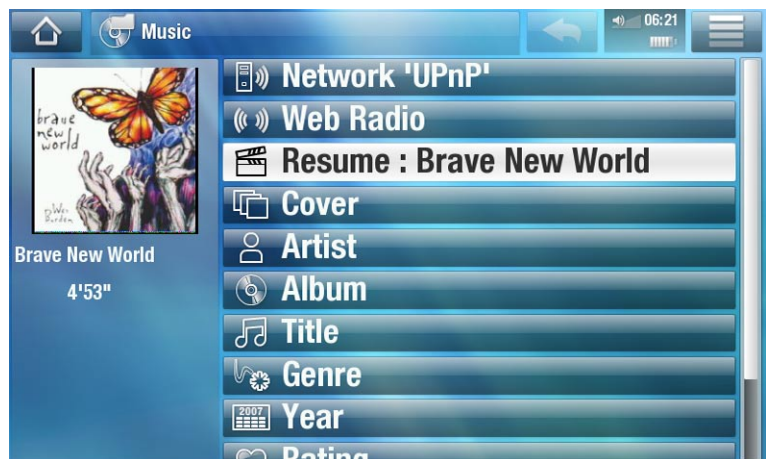 Music
06:21
brave
new
world
Brave New World
4'53"
Network 'UPnP'
Web Radio
Resume : Brave New World
Cover
Artist
Album
Title
Genre
2007
Year
Rating